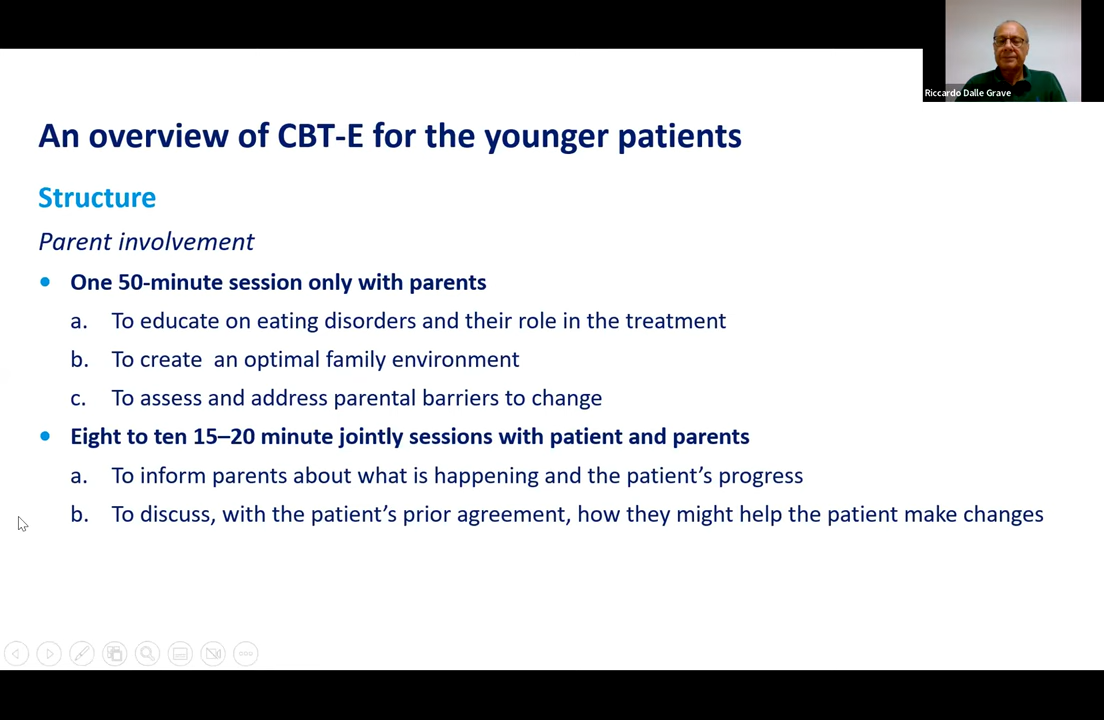 Riccardo Dalle Grave
An overview of CBT-E for the younger patients
Structure
Parent involvement
• One 50-minute session only with parents
a. To educate on eating disorders and their role in the treatment
b. To create  an optimal family environment
c. To assess and address parental barriers to change
• Eight to ten 15–20 minute jointly sessions with patient and parents
a. To inform parents about what is happening and the patient’s progress
b. To discuss, with the patient’s prior agreement, how they might help the patient make changes